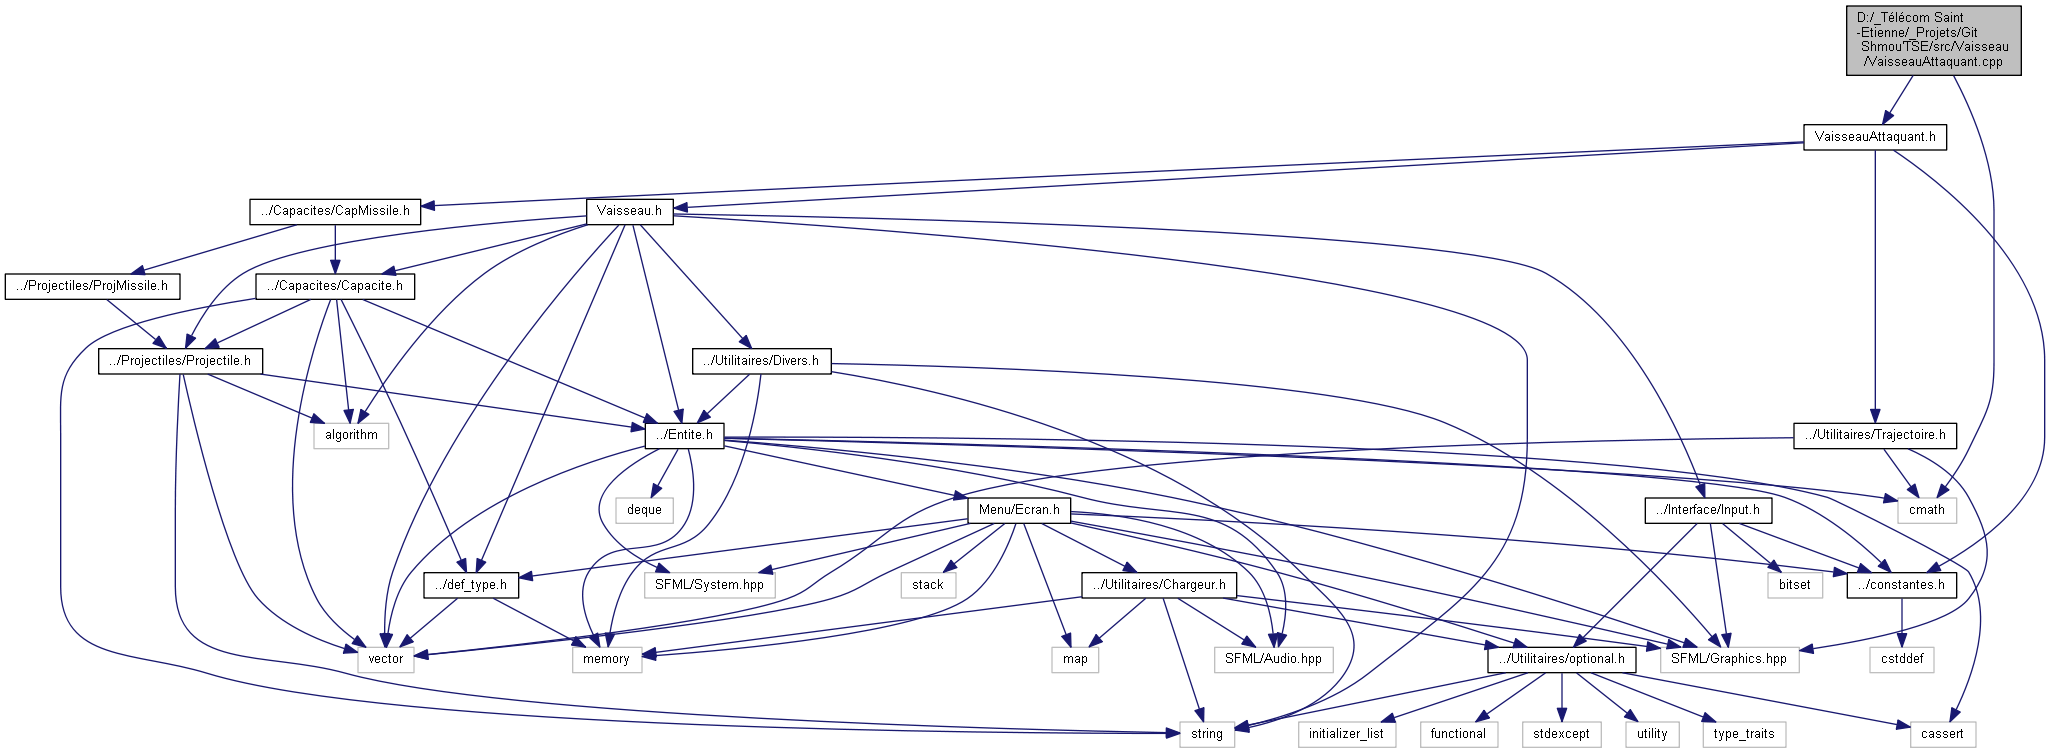 D:/_Télécom Saint
-Etienne/_Projets/Git
ShmouTSE/src/Vaisseau
/VaisseauAttaquant.cpp
VaisseauAttaquant.h
../Capacites/CapMissile.h
Vaisseau.h
../Projectiles/ProjMissile.h
../Capacites/Capacite.h
../Projectiles/Projectile.h
../Utilitaires/Divers.h
algorithm
../Entite.h
../Utilitaires/Trajectoire.h
deque
Menu/Ecran.h
../Interface/Input.h
cmath
../def_type.h
SFML/System.hpp
stack
../Utilitaires/Chargeur.h
bitset
../constantes.h
vector
memory
map
SFML/Audio.hpp
../Utilitaires/optional.h
SFML/Graphics.hpp
cstddef
string
initializer_list
functional
stdexcept
utility
type_traits
cassert